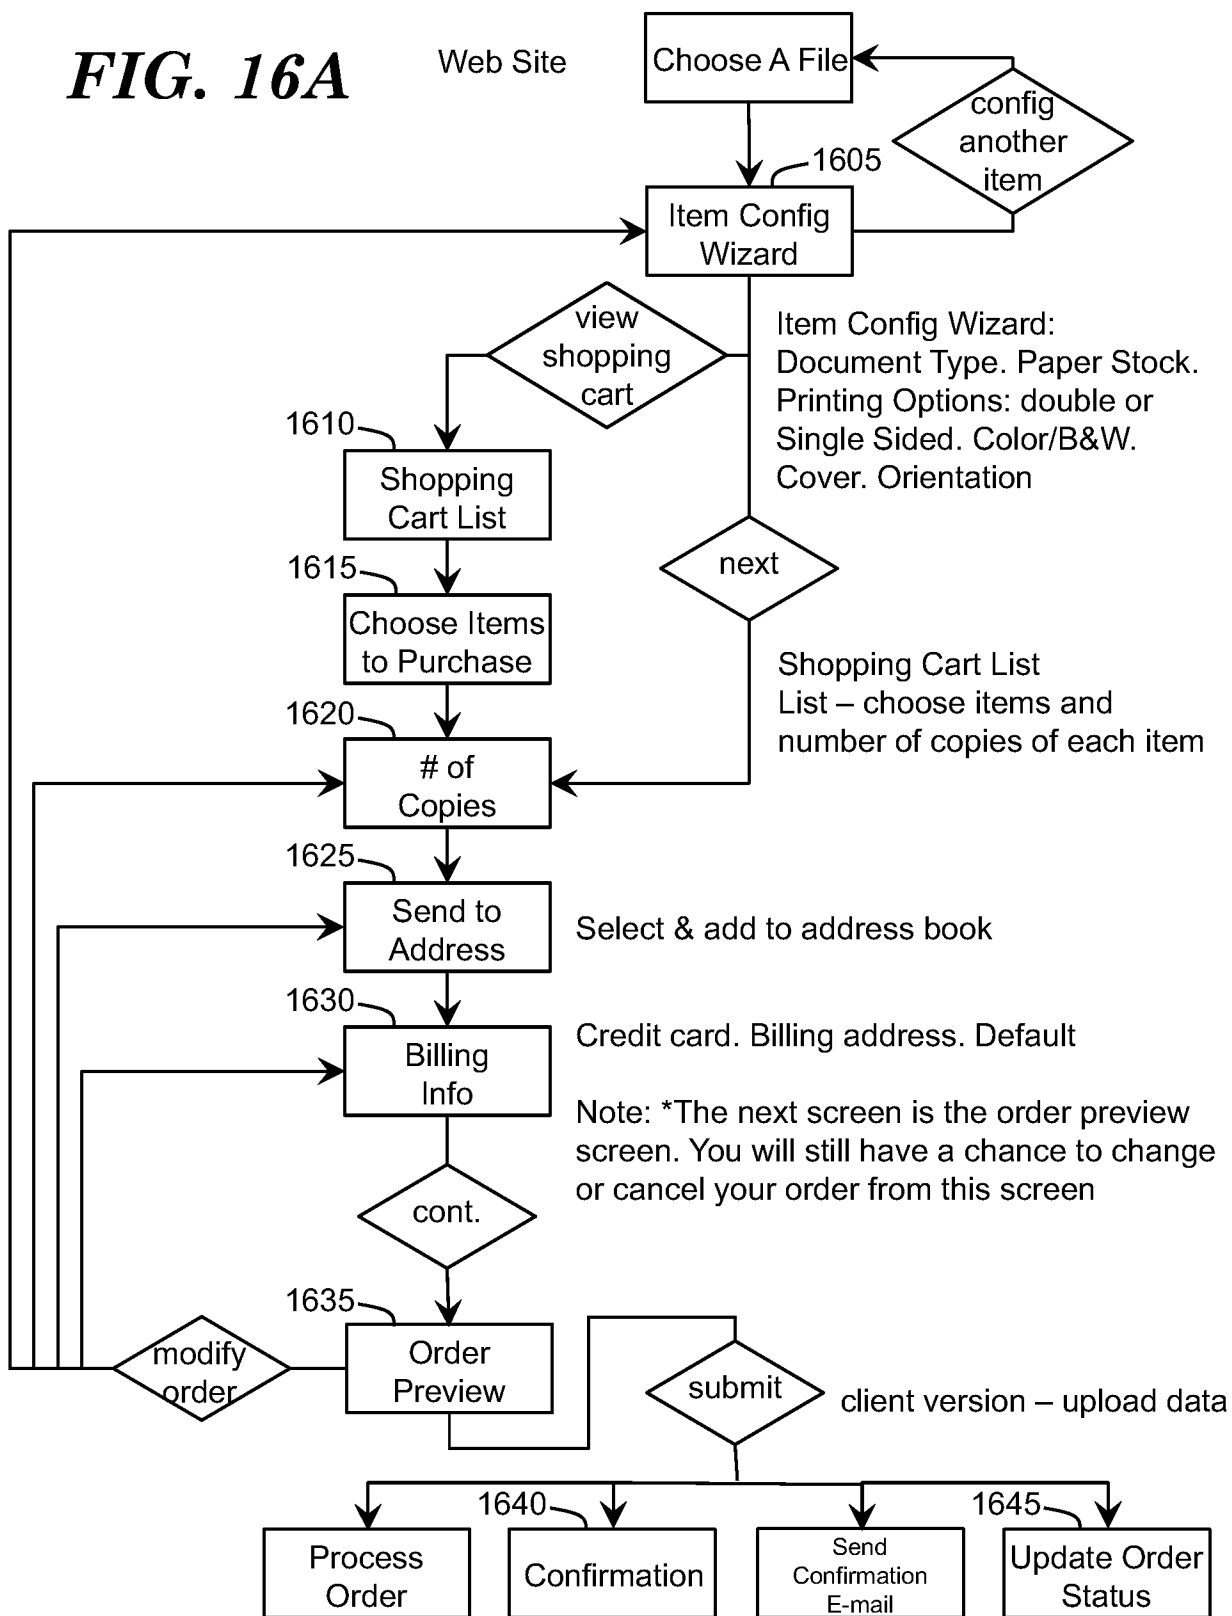 FIG. 16A
Web Site
Choose A File
config
another
item
1605
Item Config
Wizard
view
shopping
cart
Item Config Wizard:
Document Type. Paper Stock.
Printing Options: double or
Single Sided. Color/B&W.
Cover. Orientation
1610
Shopping
Cart List
next
1615
Choose Items
to Purchase
Shopping Cart List
List – choose items and
number of copies of each item
1620
# of
Copies
1625
Send to
Address
Select & add to address book
1630
Billing
Info
Credit card. Billing address. Default
Note: *The next screen is the order preview
screen. You will still have a chance to change
or cancel your order from this screen
cont.
1635
Order
Preview
modify
order
submit
client version – upload data
Process
Order
1640
Confirmation
Send
Confirmation
E-mail
1645
Update Order
Status